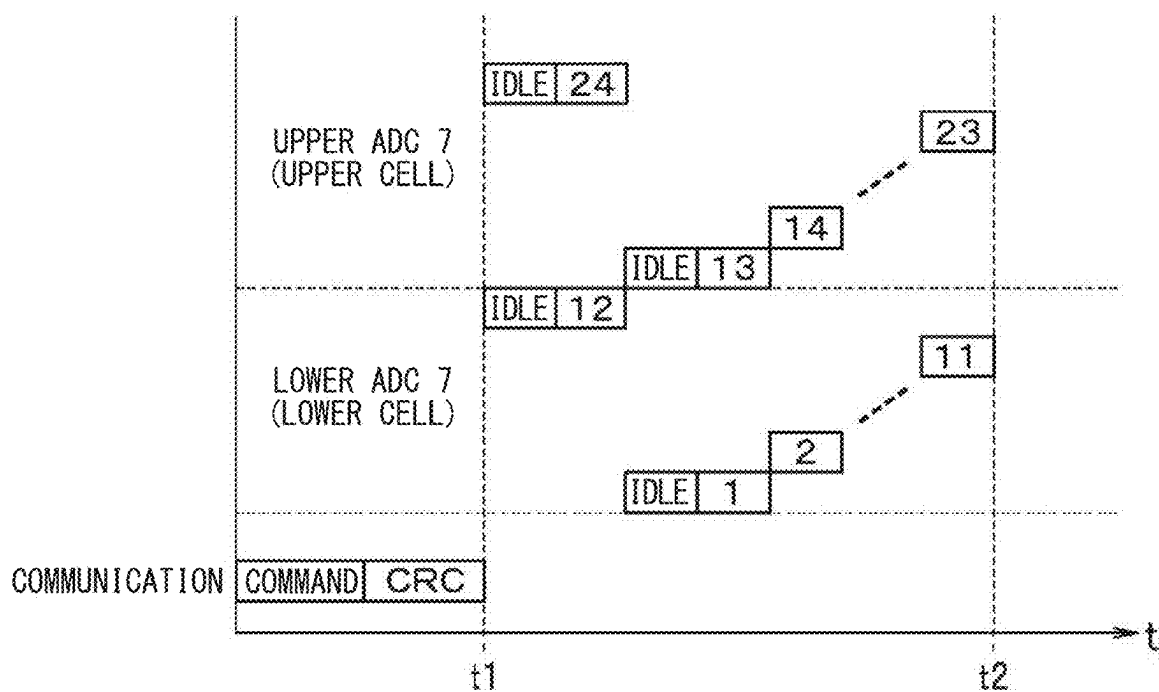 IDLE 24
UPPER ADC 7
(UPPER CELL)
23
14
IDLE 13
IDLE 12
LOWER ADC 7
(LOWER CELL)
11
2
IDLE 1
COMMUNICATION COMMAND CRC
t
t1 t2